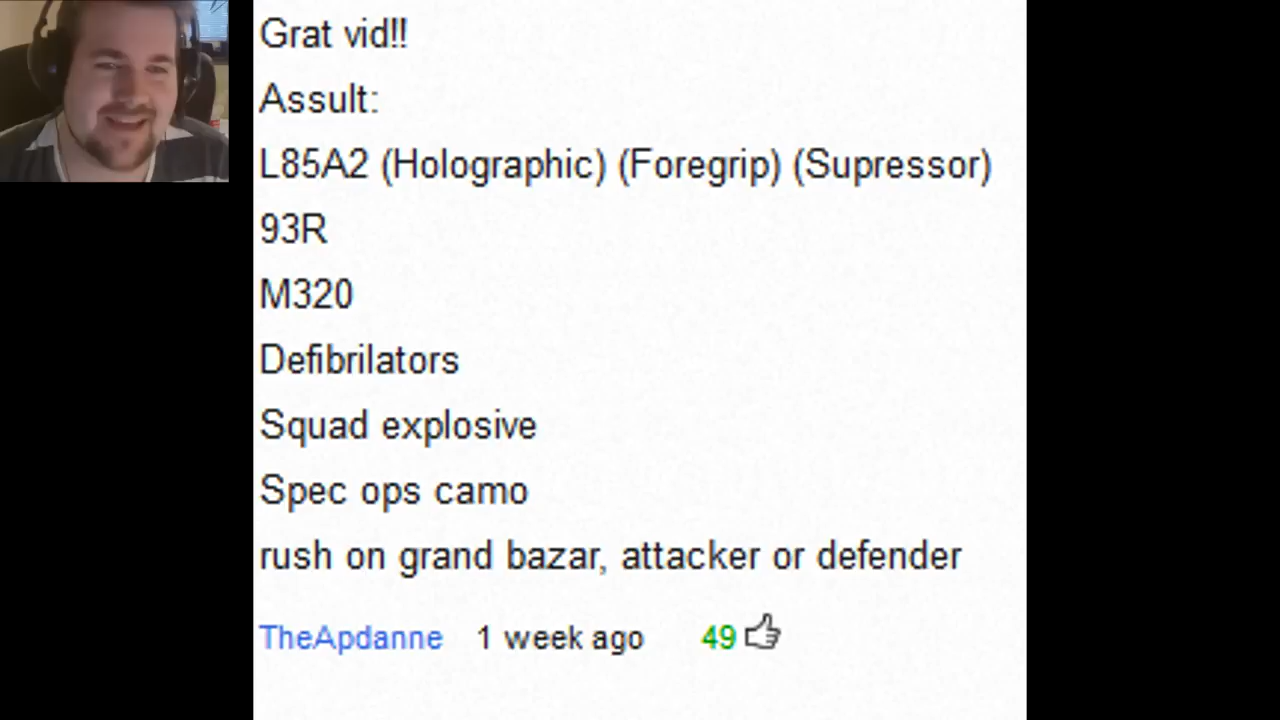 Grat vid!!
Assult:
L85A2 (Holographic) (Foregrip) (Supressor)
93R
M320
Defibrilators
Squad explosive
Spec ops camo
rush on grand bazar, attacker or defender
TheApdanne 1 week ago 49